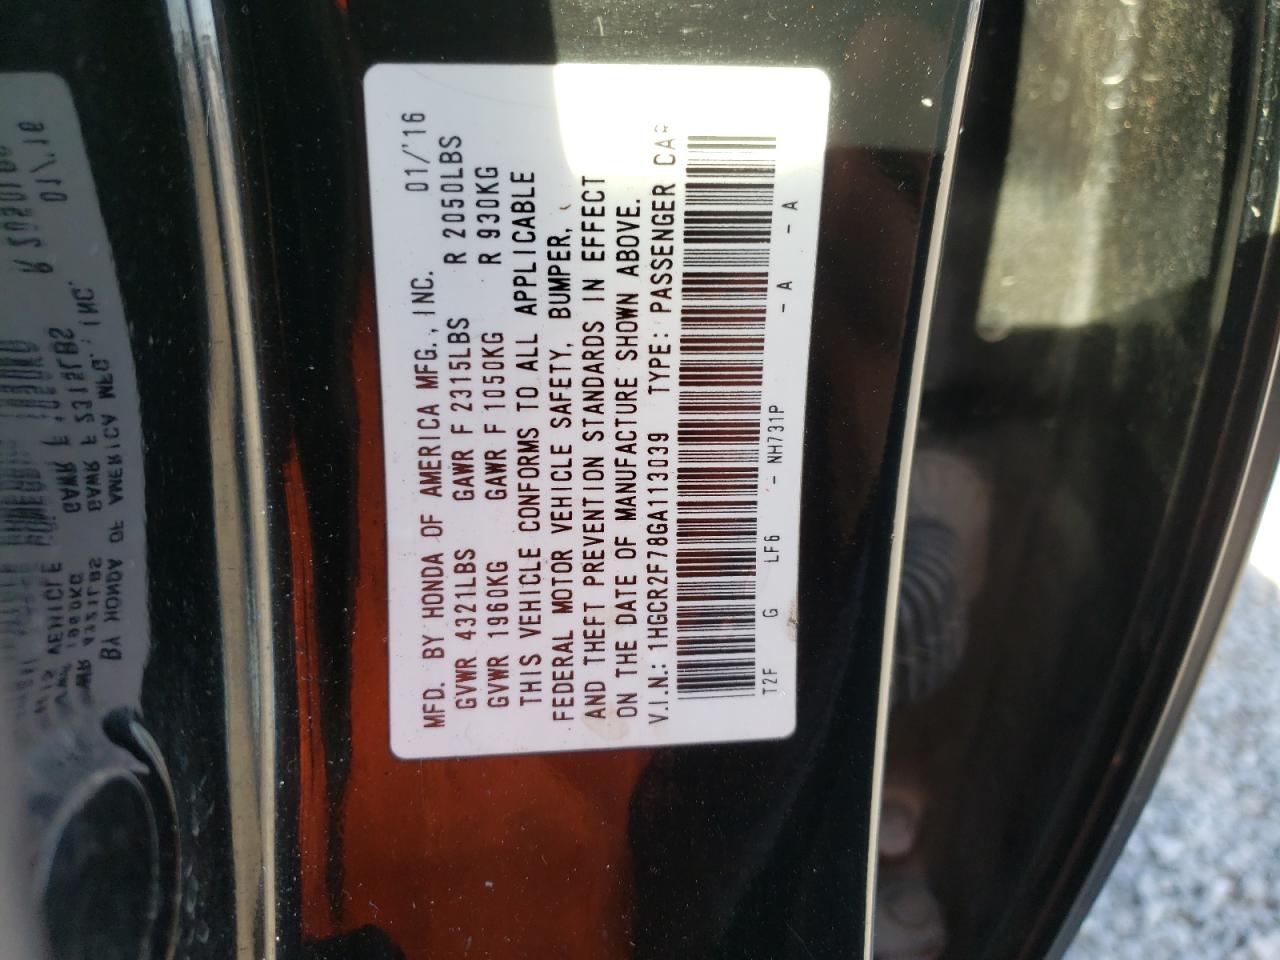 MFD. BY HONDA OF AMERICA MFG., INC. 01/'16
GVWR 4321LBS GAWR F 2315LBS R 2050LBS
GVWR 1960KG GAWR F 1050KG R 930KG
THIS VEHICLE CONFORMS TO ALL APPLICABLE
FEDERAL MOTOR VEHICLE SAFETY, BUMPER,
AND THEFT PREVENTION STANDARDS IN EFFECT
ON THE DATE OF MANUFACTURE SHOWN ABOVE.
V.I.N.: 1HGCR2F78GA113039 TYPE: PASSENGER CAR
T2F G LF6 - NH731P - A - A